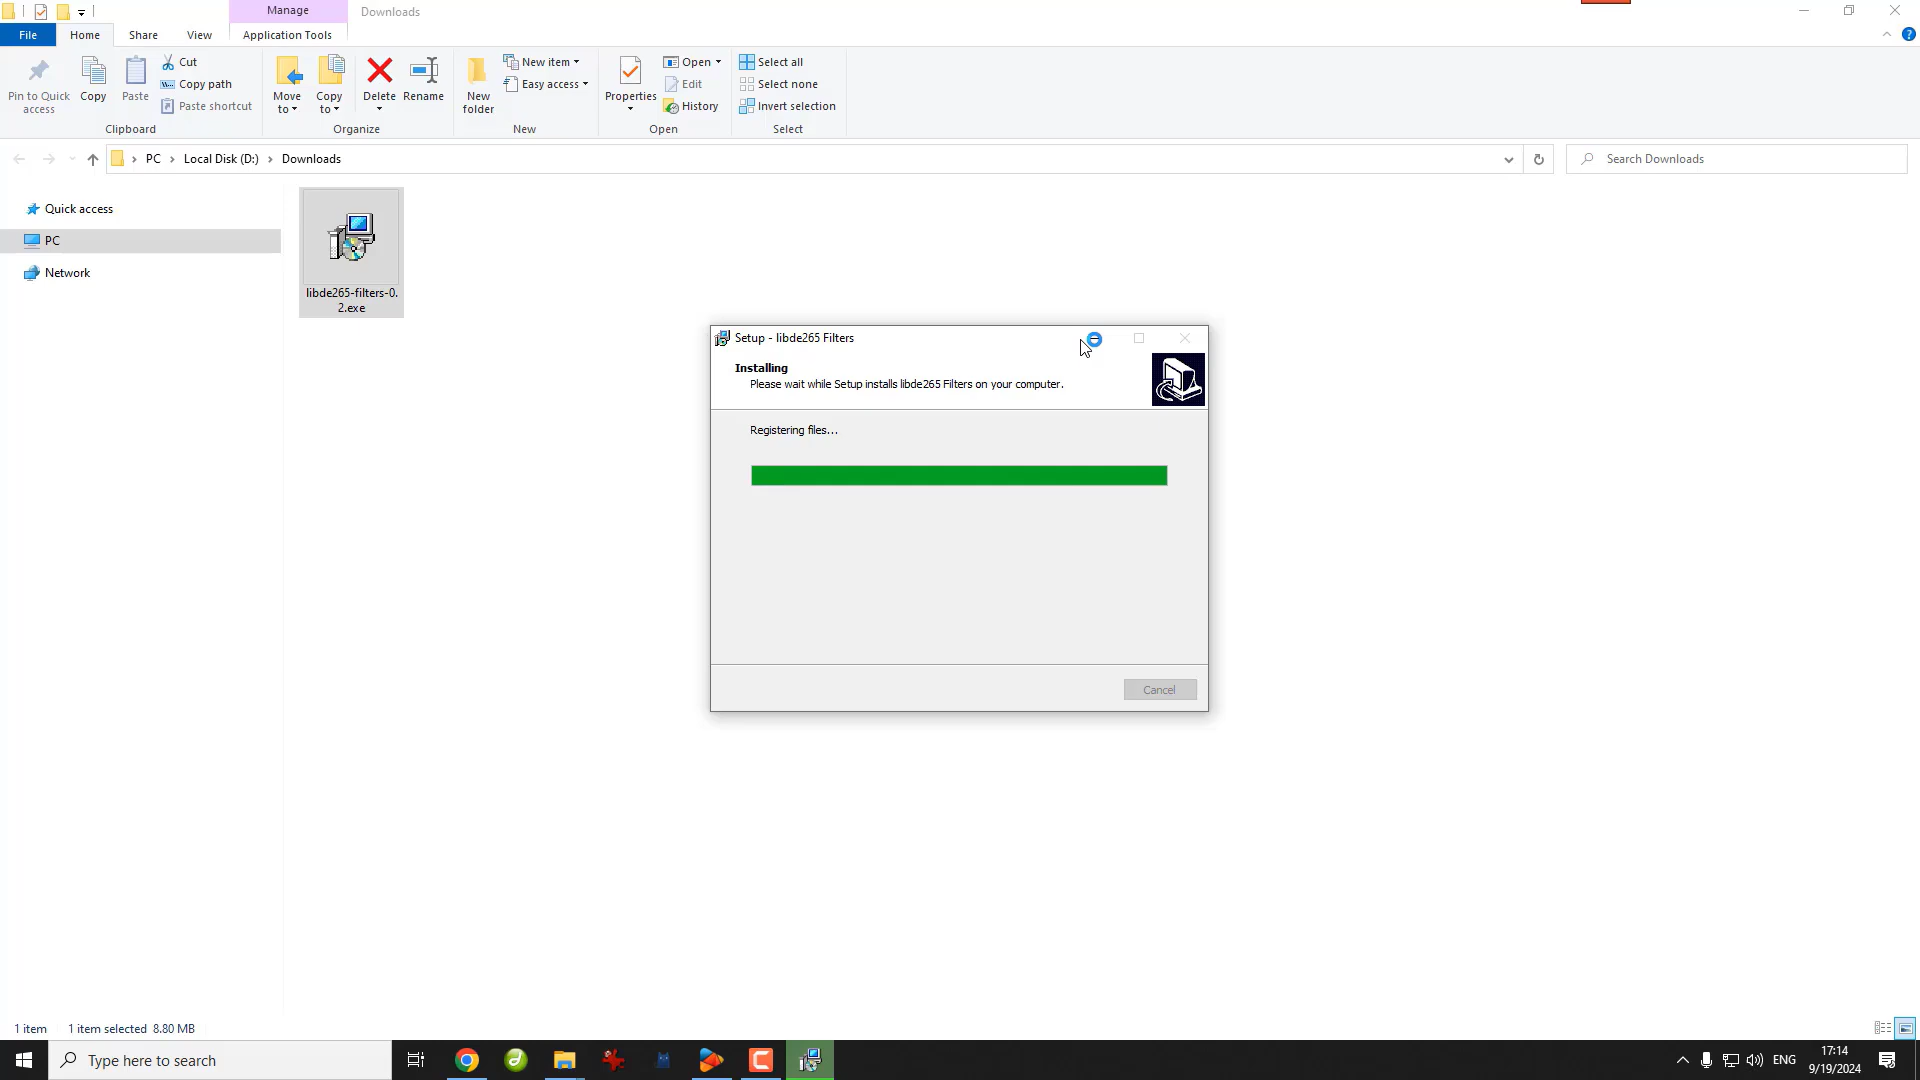 Manage
Downloads
File
Home
Share
View
Application Tools
Pin to Quick
access
Copy
Paste
Cut
Copy path
Paste shortcut
Clipboard
Move
to
Copy
to
Delete
Rename
Organize
New
folder
New item
Easy access
New
Properties
Open
Edit
History
Open
Select all
Select none
Invert selection
Select
PC
Local Disk (D:)
Downloads
Search Downloads
Quick access
PC
Network
libde265-filters-0.
2.exe
Setup - libde265 Filters
Installing
Please wait while Setup installs libde265 Filters on your computer.
Registering files...
Cancel
1 item
1 item selected 8.80 MB
Type here to search
ENG
17:14
9/19/2024